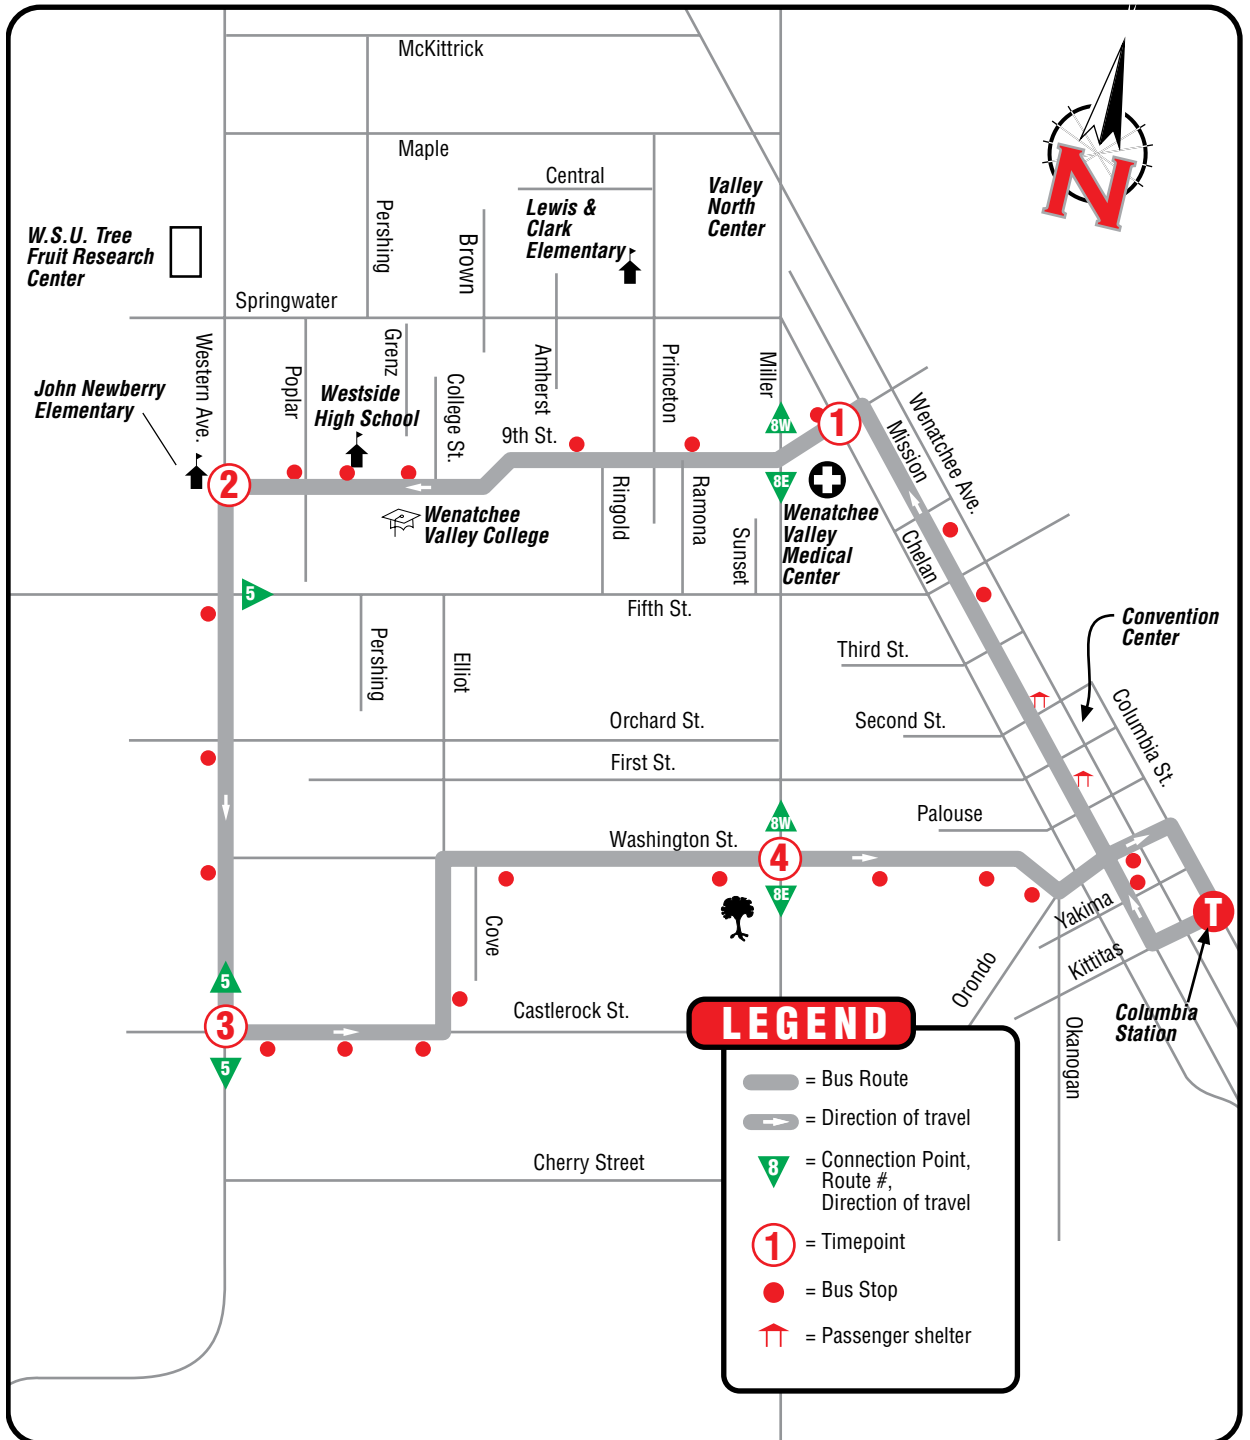 McKittrick
Maple
Central
Pershing
Brown
Lewis &
Clark
Elementary
Valley
North
Center
N
W.S.U. Tree
Fruit Research
Center
Springwater
Western Ave.
Poplar
Grenz
College St.
Amherst
Princeton
Miller
Wenatchee Ave.
Mission
Chelan
John Newberry
Elementary
Westside
High School
9th St.
8W
1
2
8E
Wenatchee
Valley College
Ringold
Ramona
Sunset
Wenatchee
Valley
Medical
Center
5
Fifth St.
Pershing
Elliot
Third St.
Convention
Center
Columbia St.
Orchard St.
Second St.
First St.
Palouse
Washington St.
8W
4
8E
Cove
Yakima
T
Kittitas
Orondo
Okanogan
Columbia
Station
5
3
5
Castlerock St.
Cherry Street
LEGEND
= Bus Route
= Direction of travel
8
= Connection Point,
Route #,
Direction of travel
1
= Timepoint
= Bus Stop
= Passenger shelter